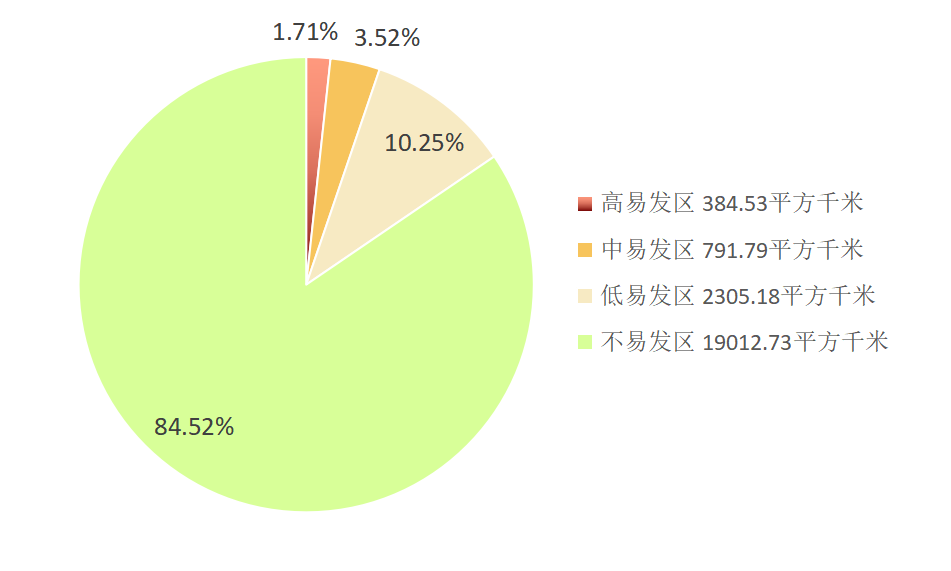 1.71%
3.52%
10.25%
84.52%
高易发区 384.53平方千米
中易发区 791.79平方千米
低易发区 2305.18平方千米
不易发区 19012.73平方千米